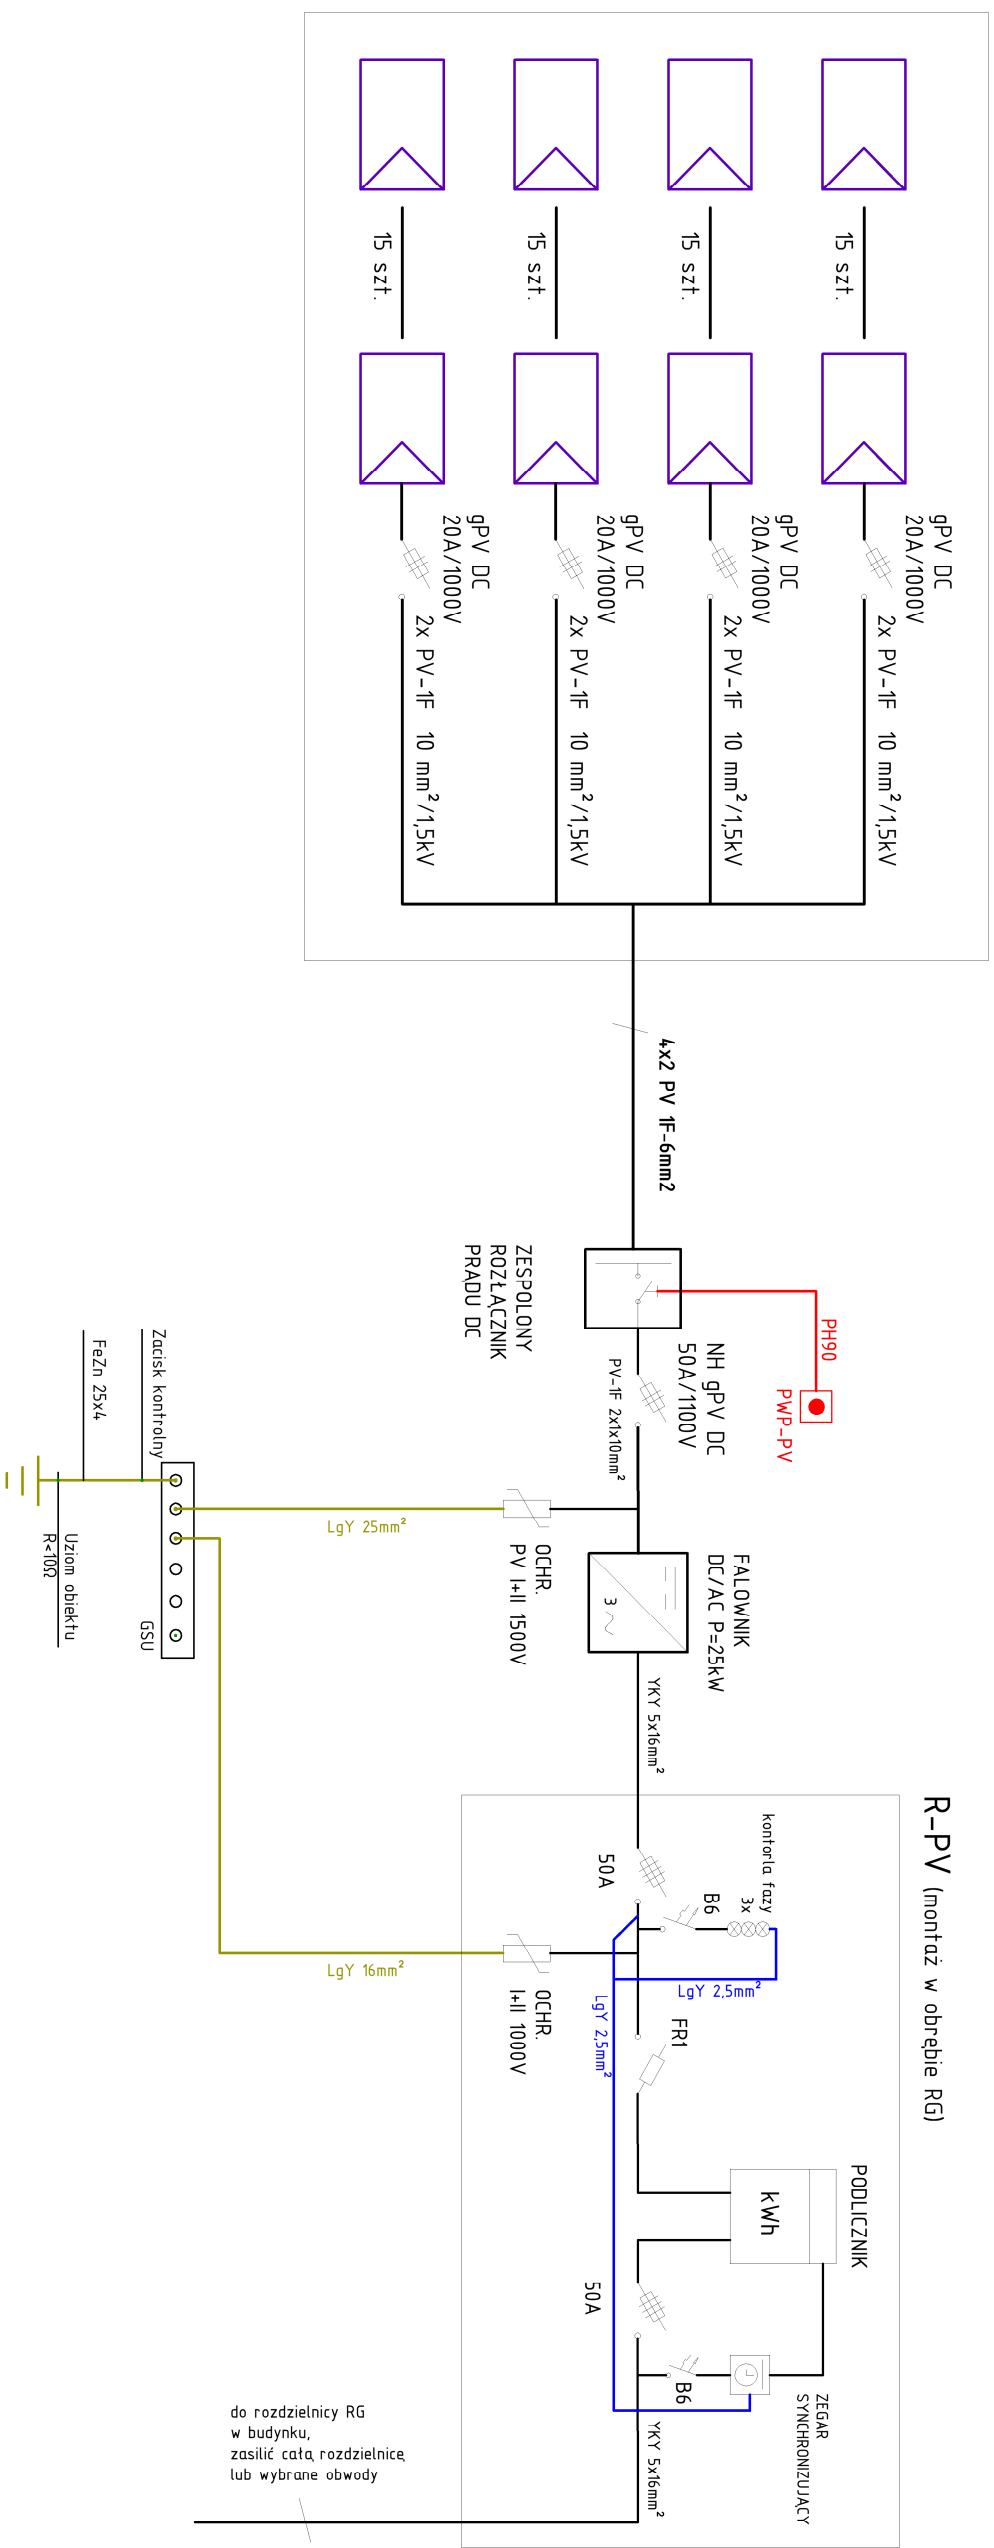 15 szt.
15 szt.
15 szt.
15 szt.
gPV DC
20A/1000V
gPV DC
20A/1000V
gPV DC
20A/1000V
gPV DC
20A/1000V
2x PV-1F 10 mm²/1,5kV
2x PV-1F 10 mm²/1,5kV
2x PV-1F 10 mm²/1,5kV
2x PV-1F 10 mm²/1,5kV
4x2 PV 1F-6mm2
ZESPOLONY
ROZŁĄCZNIK
PRĄDU DC
PH90
PWP-PV
NH gPV DC
50A/1100V
PV-1F 2x1x10mm²
Zacisk kontrolny
FeZn 25x4
Uziom obiektu
R<10Ω
GSU
LgY 25mm²
OCHR.
PV I+II 1500V
FALOWNIK
DC/AC P=25kW
3
YKY 5x16mm²
R-PV (montaż w obrębie RG)
kontorla fazy
3x
B6
50A
LgY 2,5mm²
LgY 2,5mm²
LgY 16mm²
OCHR.
I+II 1000V
FR1
PODLICZNIK
kWh
50A
B6
ZEGAR
SYNCHRONIZUJĄCY
YKY 5x16mm²
do rozdzielnicy RG
w budynku,
zasilić całą rozdzielnicę
lub wybrane obwody